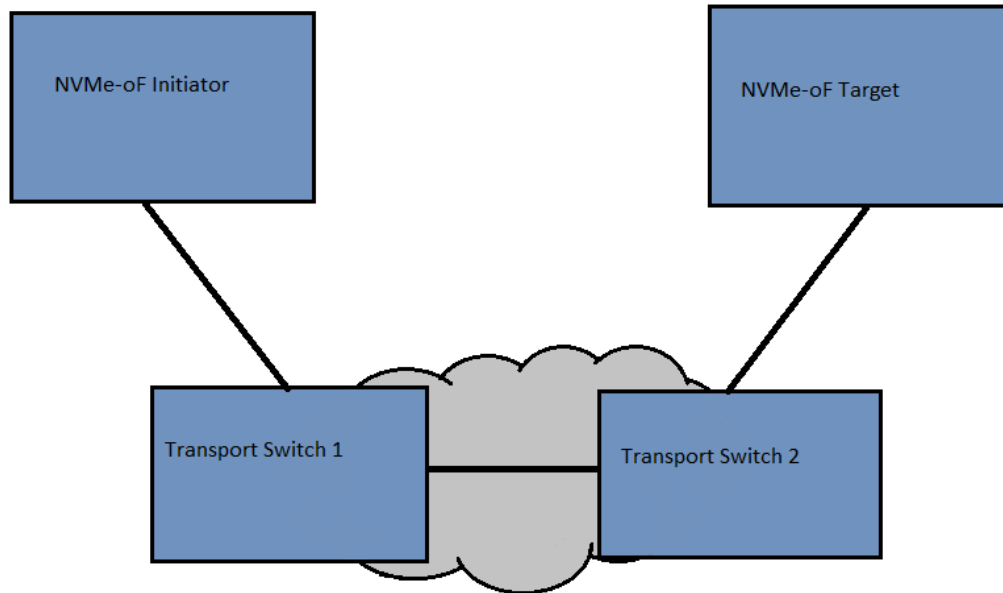 NVMe-oF Initiator
NVMe-oF Target
Transport Switch 1
Transport Switch 2